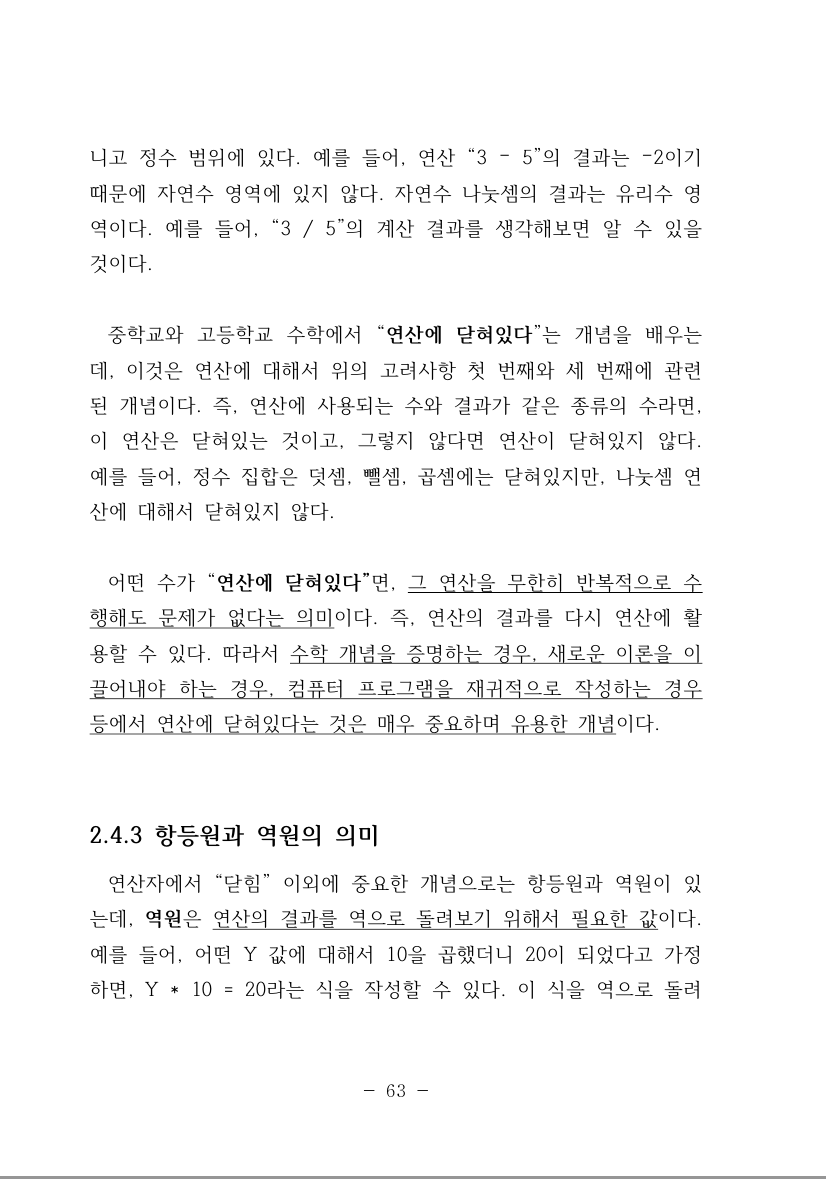 니고 정수 범위에 있다. 예를 들어, 연산 “3 - 5”의 결과는 -2이기
때문에 자연수 영역에 있지 않다. 자연수 나눗셈의 결과는 유리수 영
역이다. 예를 들어, “3 / 5”의 계산 결과를 생각해보면 알 수 있을
것이다.
중학교와 고등학교 수학에서 “연산에 닫혀있다”는 개념을 배우는
데, 이것은 연산에 대해서 위의 고려사항 첫 번째와 세 번째에 관련
된 개념이다. 즉, 연산에 사용되는 수와 결과가 같은 종류의 수라면,
이 연산은 닫혀있는 것이고, 그렇지 않다면 연산이 닫혀있지 않다.
예를 들어, 정수 집합은 덧셈, 뺄셈, 곱셈에는 닫혀있지만, 나눗셈 연
산에 대해서 닫혀있지 않다.
어떤 수가 “연산에 닫혀있다”면, 그 연산을 무한히 반복적으로 수
행해도 문제가 없다는 의미이다. 즉, 연산의 결과를 다시 연산에 활
용할 수 있다. 따라서 수학 개념을 증명하는 경우, 새로운 이론을 이
끌어내야 하는 경우, 컴퓨터 프로그램을 재귀적으로 작성하는 경우
등에서 연산에 닫혀있다는 것은 매우 중요하며 유용한 개념이다.
2.4.3 항등원과 역원의 의미
연산자에서 “닫힘” 이외에 중요한 개념으로는 항등원과 역원이 있
는데, 역원은 연산의 결과를 역으로 돌려보기 위해서 필요한 값이다.
예를 들어, 어떤 Y 값에 대해서 10을 곱했더니 20이 되었다고 가정
하면, Y * 10 = 20라는 식을 작성할 수 있다. 이 식을 역으로 돌려
- 63 -